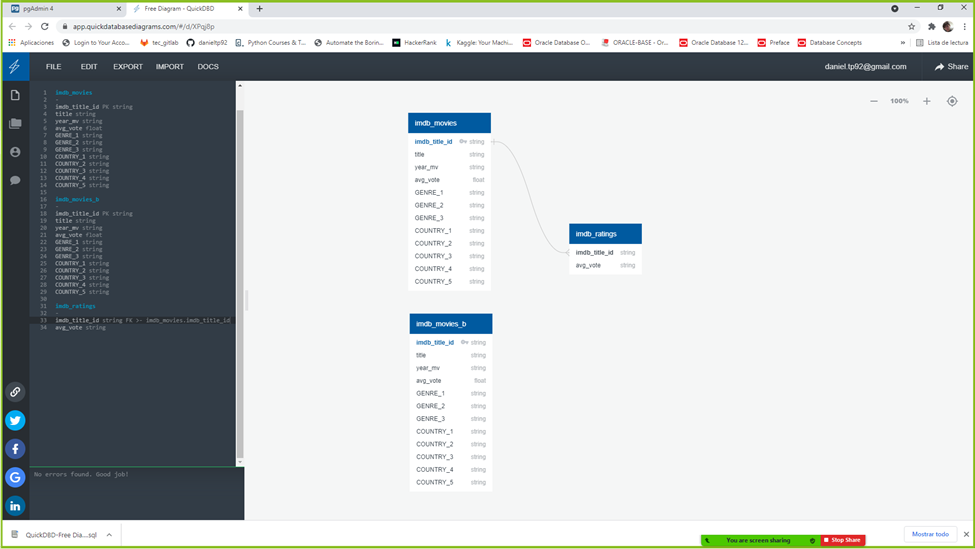 pgAdmin 4
Free Diagram - QuickDBD
app.quickdatabasediagrams.com/#/d/XPqj8p
Aplicaciones
Login to Your Acco...
tec_gitlab
danieltp92
Python Courses & T...
Automate the Borin...
HackerRank
Kaggle: Your Machi...
Oracle Database O...
ORACLE-BASE - Or...
Oracle Database 12...
Preface
Database Concepts
»
Lista de lectura
FILE
EDIT
EXPORT
IMPORT
DOCS
daniel.tp92@gmail.com
Share
1 imdb_movies
2 -
3 imdb_title_id PK string
4 title string
5 year_mv string
6 avg_vote float
7 GENRE_1 string
8 GENRE_2 string
9 GENRE_3 string
10 COUNTRY_1 string
11 COUNTRY_2 string
12 COUNTRY_3 string
13 COUNTRY_4 string
14 COUNTRY_5 string
15
16 imdb_movies_b
17 -
18 imdb_title_id PK string
19 title string
20 year_mv string
21 avg_vote float
22 GENRE_1 string
23 GENRE_2 string
24 GENRE_3 string
25 COUNTRY_1 string
26 COUNTRY_2 string
27 COUNTRY_3 string
28 COUNTRY_4 string
29 COUNTRY_5 string
30
31 imdb_ratings
32 -
33 imdb_title_id string FK >- imdb_movies.imdb_title_id
34 avg_vote string
No errors found. Good job!
100%
imdb_movies
imdb_title_id string
title string
year_mv string
avg_vote float
GENRE_1 string
GENRE_2 string
GENRE_3 string
COUNTRY_1 string
COUNTRY_2 string
COUNTRY_3 string
COUNTRY_4 string
COUNTRY_5 string
imdb_ratings
imdb_title_id string
avg_vote string
imdb_movies_b
imdb_title_id string
title string
year_mv string
avg_vote float
GENRE_1 string
GENRE_2 string
GENRE_3 string
COUNTRY_1 string
COUNTRY_2 string
COUNTRY_3 string
COUNTRY_4 string
COUNTRY_5 string
QuickDBD-Free Dia....sql
You are screen sharing
Stop Share
Mostrar todo